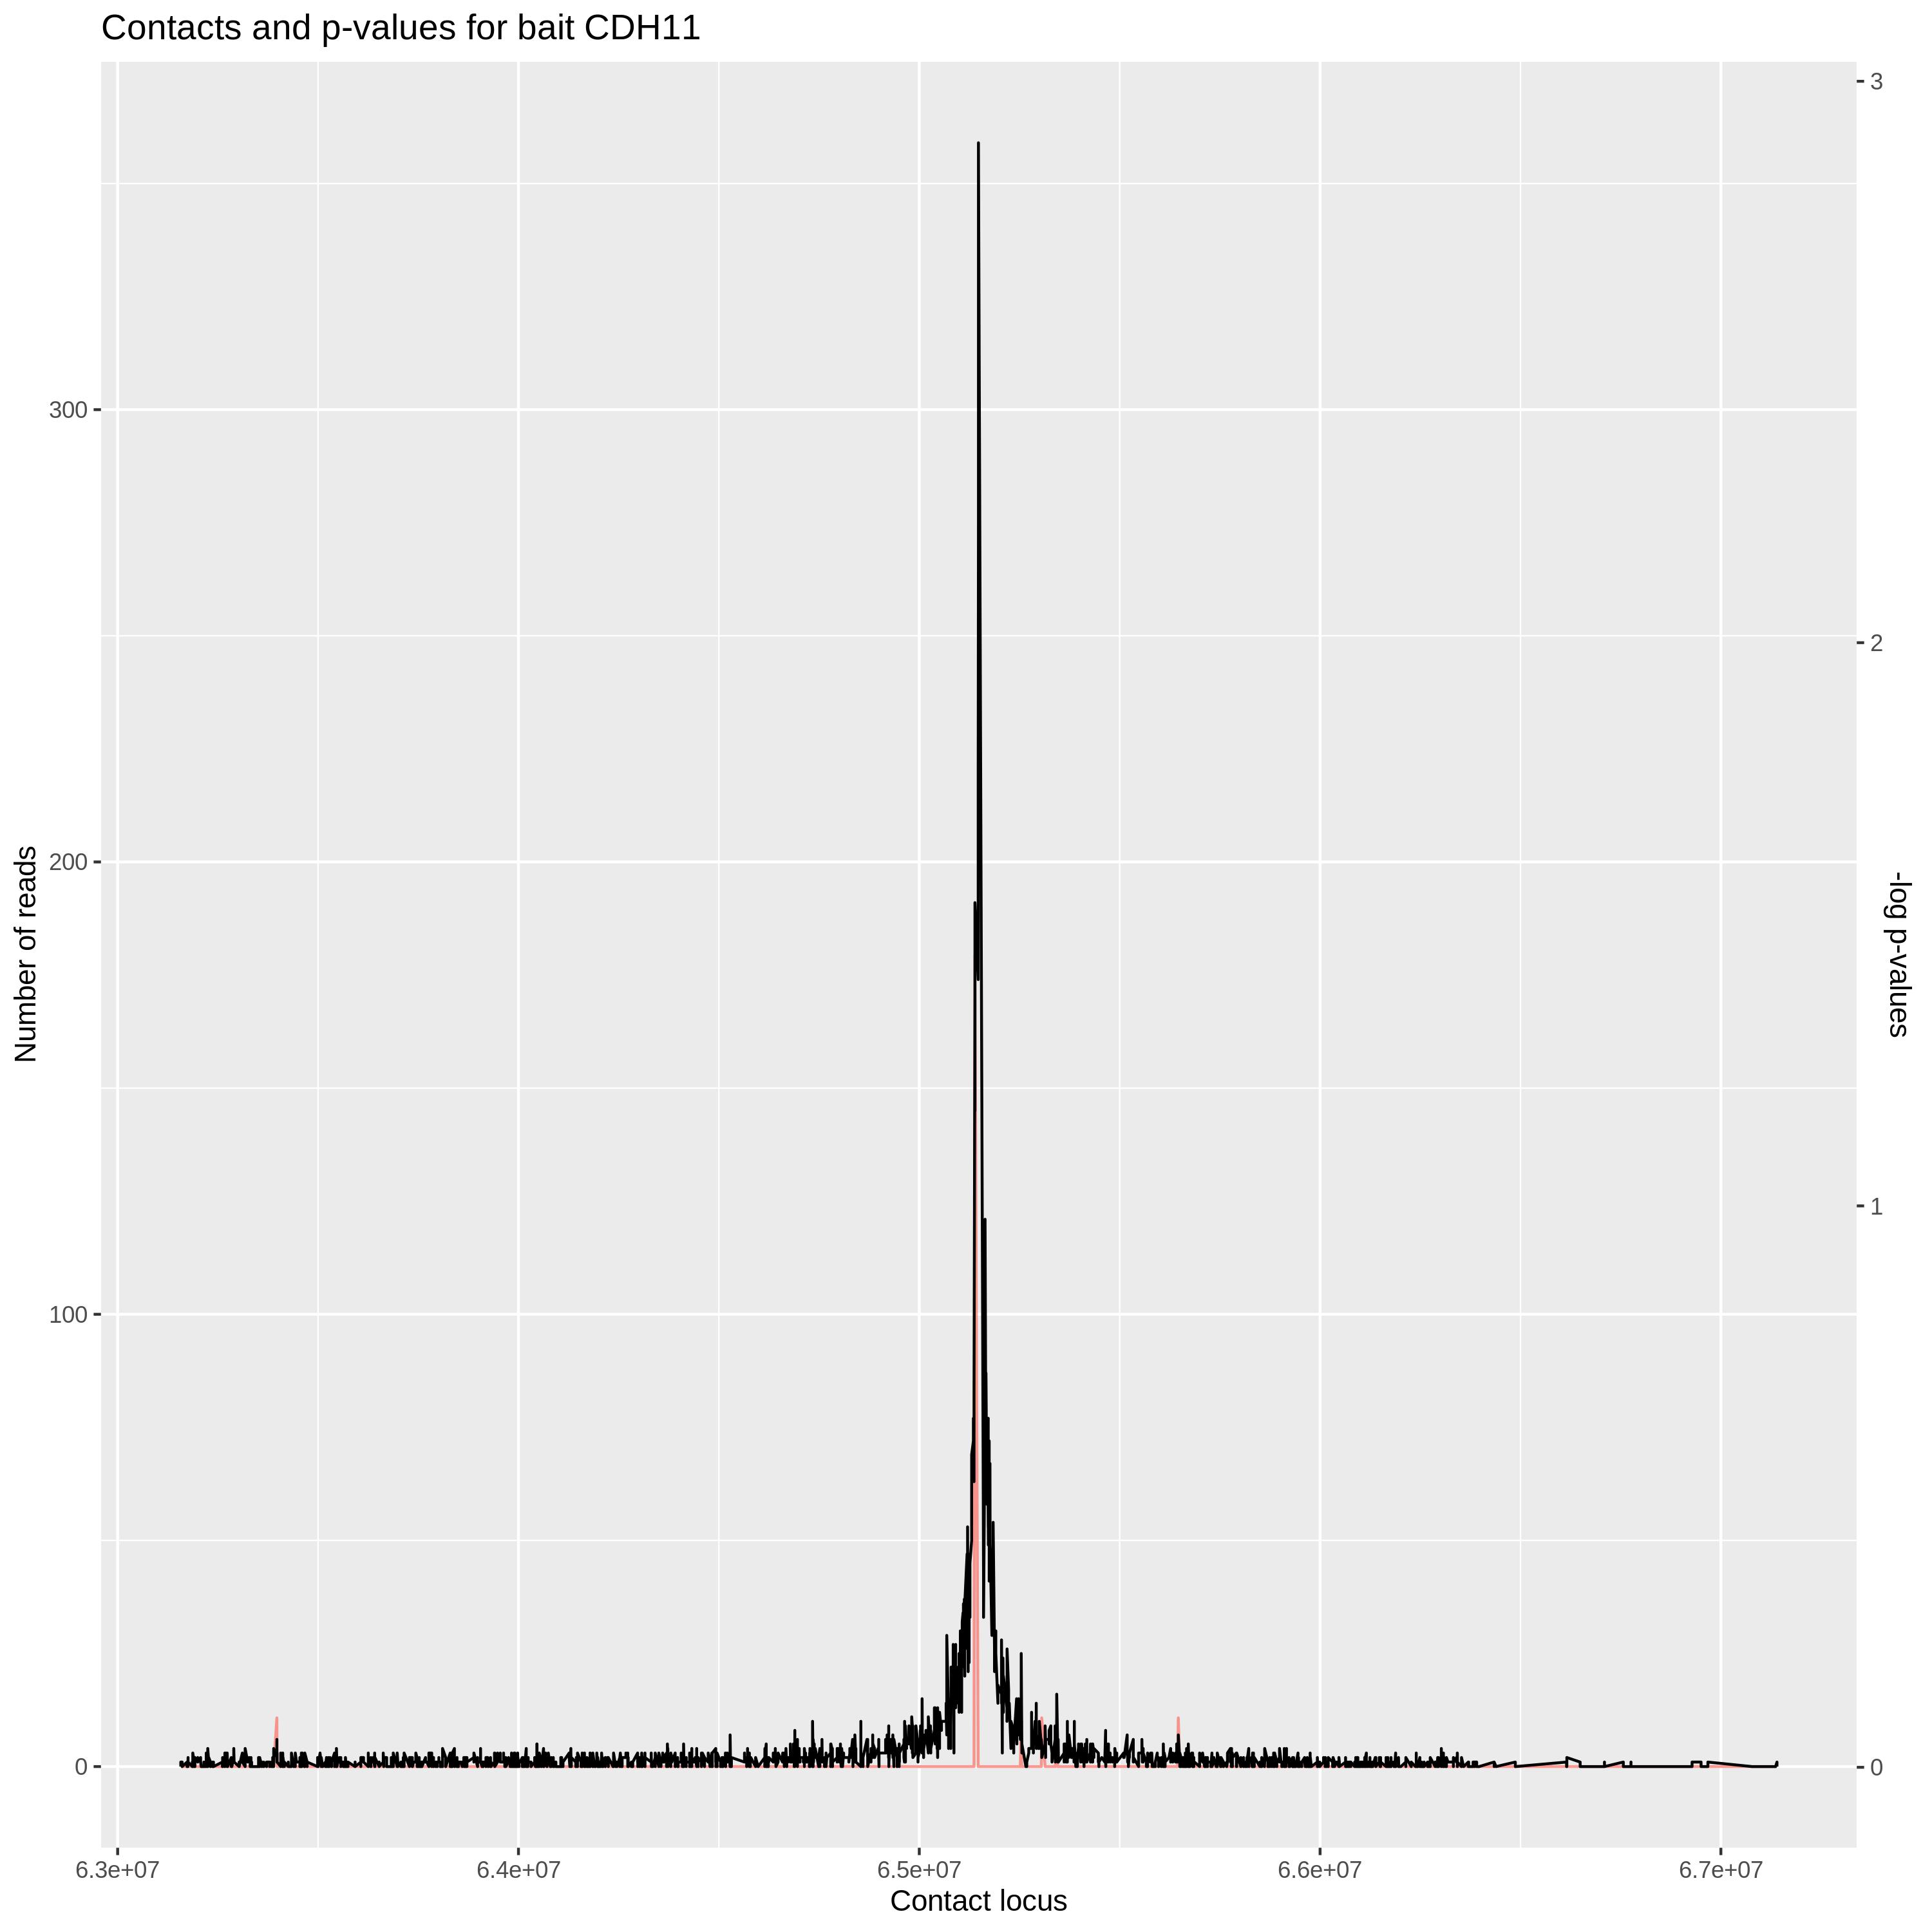 Contacts and p-values for bait CDH11
3
300
2
200
Number of reads
-log p-values
1
100
0
0
6.3e+07
6.4e+07
6.5e+07
6.6e+07
6.7e+07
Contact locus